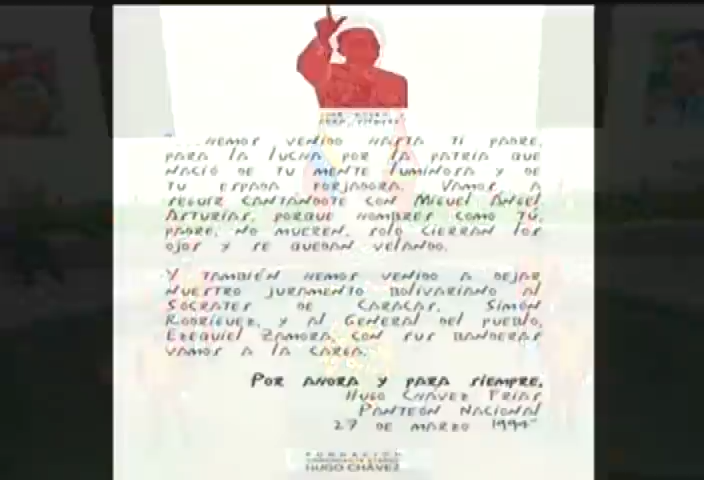 "...HEMOS VENIDO HASTA TI PADRE,
PARA LA LUCHA POR LA PATRIA QUE
NACIÓ DE TU MENTE LUMINOSA Y DE
TU ESPADA FORJADORA. VAMOS A
SEGUIR CANTÁNDOTE CON MIGUEL ÁNGEL
ASTURIAS, PORQUE HOMBRES COMO TÚ,
PADRE, NO MUEREN, SOLO CIERRAN LOS
OJOS Y SE QUEDAN VELANDO.
Y TAMBIÉN HEMOS VENIDO A DEJAR
NUESTRO JURAMENTO BOLIVARIANO AL
SÓCRATES DE CARACAS, SIMÓN
RODRÍGUEZ, Y AL GENERAL DEL PUEBLO,
EZEQUIEL ZAMORA, CON SUS BANDERAS
VAMOS A LA CARGA.
POR AHORA Y PARA SIEMPRE,
HUGO CHÁVEZ FRÍAS
PANTEÓN NACIONAL
27 DE MARZO 1994"
FUNDACIÓN
HUGO CHÁVEZ